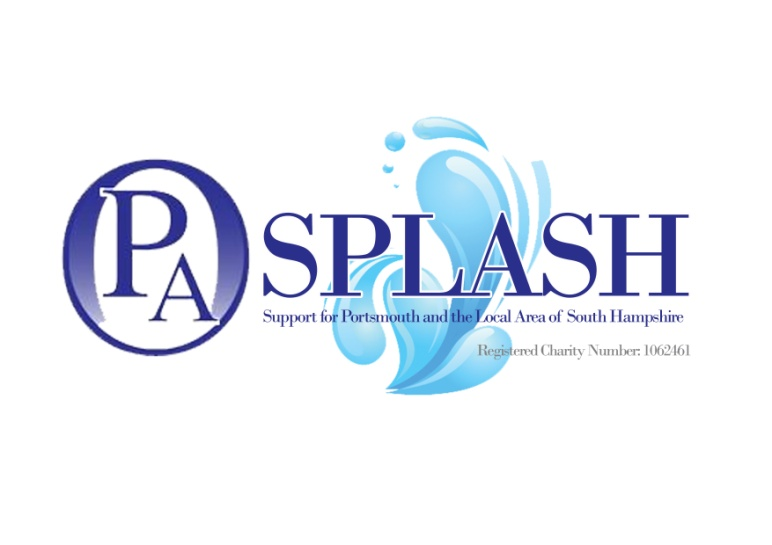 OPA
SPLASH
Support for Portsmouth and the Local Area of South Hampshire
Registered Charity Number: 1062461